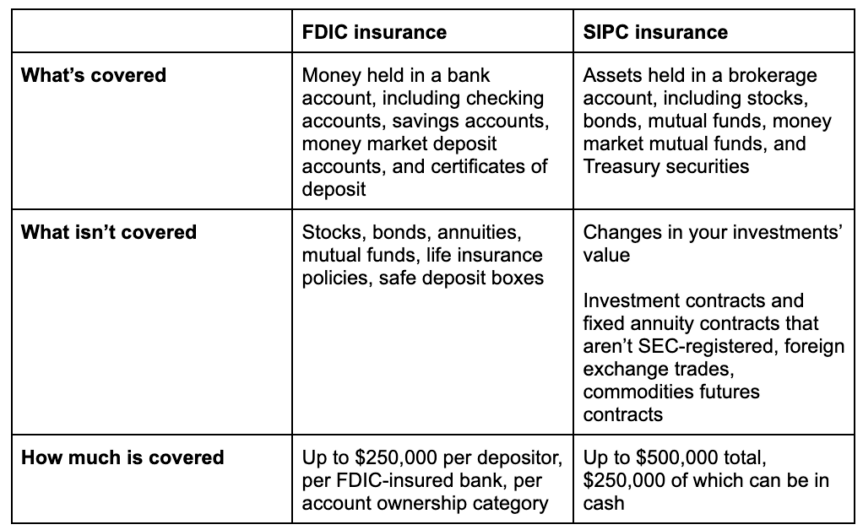 FDIC insurance
SIPC insurance
What’s covered
Money held in a bank
account, including checking
accounts, savings accounts,
money market deposit
accounts, and certificates of
deposit
Assets held in a brokerage
account, including stocks,
bonds, mutual funds, money
market mutual funds, and
Treasury securities
What isn’t covered
Stocks, bonds, annuities,
mutual funds, life insurance
policies, safe deposit boxes
Changes in your investments’
value
Investment contracts and
fixed annuity contracts that
aren’t SEC-registered, foreign
exchange trades,
commodities futures
contracts
How much is covered
Up to $250,000 per depositor,
per FDIC-insured bank, per
account ownership category
Up to $500,000 total,
$250,000 of which can be in
cash